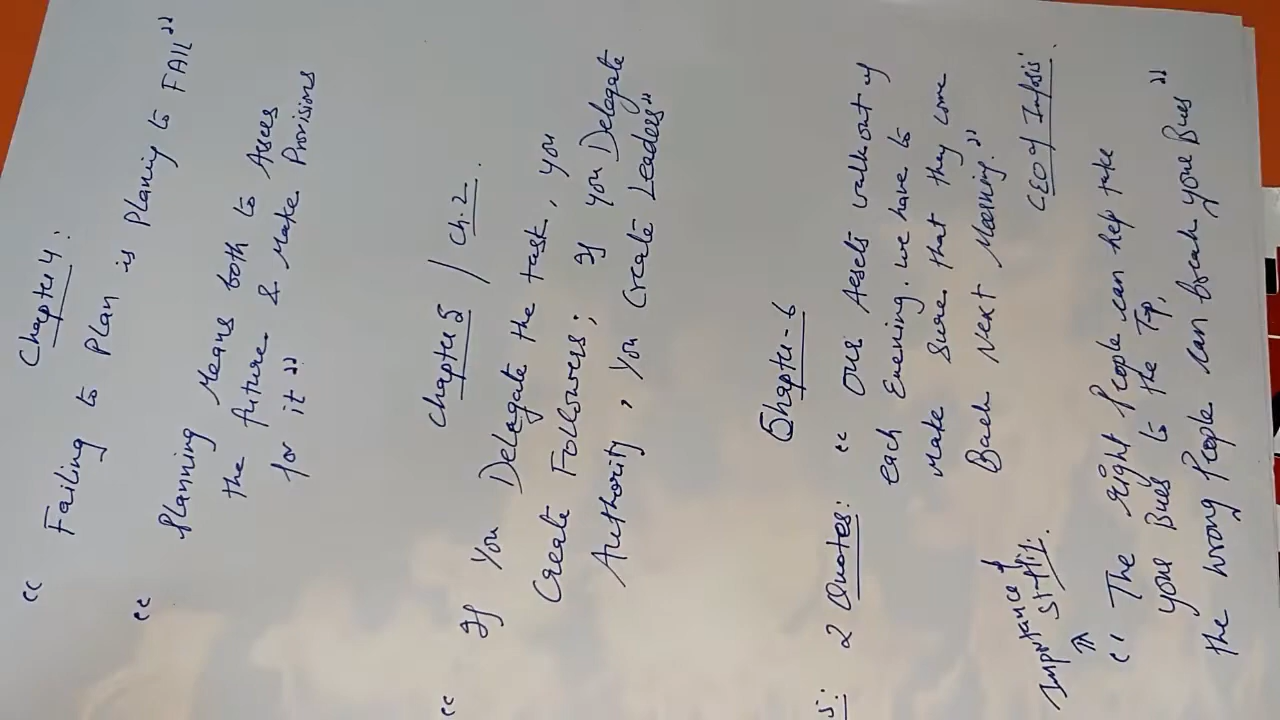 Chapter 4:
“ Failing to Plan is Planing to FAIL”
“ Planning Means both to Assess
the future & Make Provisions
for it”
Chapter 5 / Ch. 2.
“ If You Delegate the task, you
Create Followers; If you Delegate
Authority, You Create Leaders”
Chapter-6
5: 2 Quotes: “ Our Assets walk out of
each Evening. we have to
Make Sure that they come
Back Next Morning.”
CEO of Infosis'.
Importance of
Staffing.
“ The right People can help take
your Bues to the Top,
the wrong People can break your Bues”